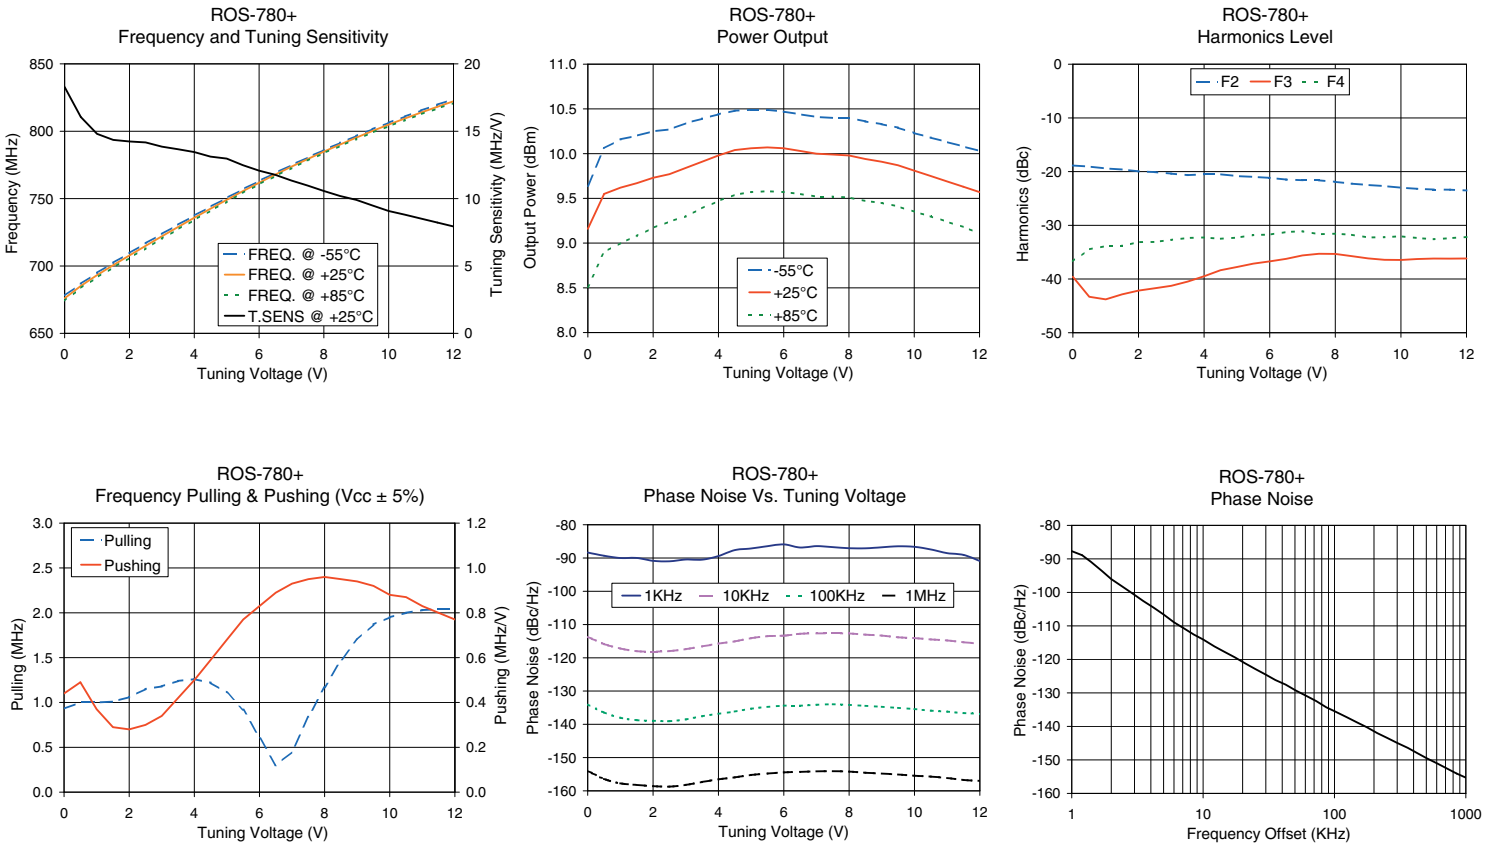 ROS-780+
Frequency and Tuning Sensitivity
850
800
750
700
650
Frequency (MHz)
20
15
10
5
0
Tuning Sensitivity (MHz/V)
FREQ. @ -55°C
FREQ. @ +25°C
FREQ. @ +85°C
T.SENS @ +25°C
0 2 4 6 8 10 12
Tuning Voltage (V)
ROS-780+
Power Output
11.0
10.5
10.0
9.5
9.0
8.5
8.0
Output Power (dBm)
-55°C
+25°C
+85°C
0 2 4 6 8 10 12
Tuning Voltage (V)
ROS-780+
Harmonics Level
0
-10
-20
-30
-40
-50
Harmonics (dBc)
F2 F3 F4
0 2 4 6 8 10 12
Tuning Voltage (V)
ROS-780+
Frequency Pulling & Pushing (Vcc ± 5%)
3.0
2.5
2.0
1.5
1.0
0.5
0.0
Pulling (MHz)
1.2
1.0
0.8
0.6
0.4
0.2
0.0
Pushing (MHz/V)
Pulling
Pushing
0 2 4 6 8 10 12
Tuning Voltage (V)
ROS-780+
Phase Noise Vs. Tuning Voltage
-80
-90
-100
-110
-120
-130
-140
-150
-160
Phase Noise (dBc/Hz)
1KHz 10KHz 100KHz 1MHz
0 2 4 6 8 10 12
Tuning Voltage (V)
ROS-780+
Phase Noise
-80
-90
-100
-110
-120
-130
-140
-150
-160
Phase Noise (dBc/Hz)
1 10 100 1000
Frequency Offset (KHz)